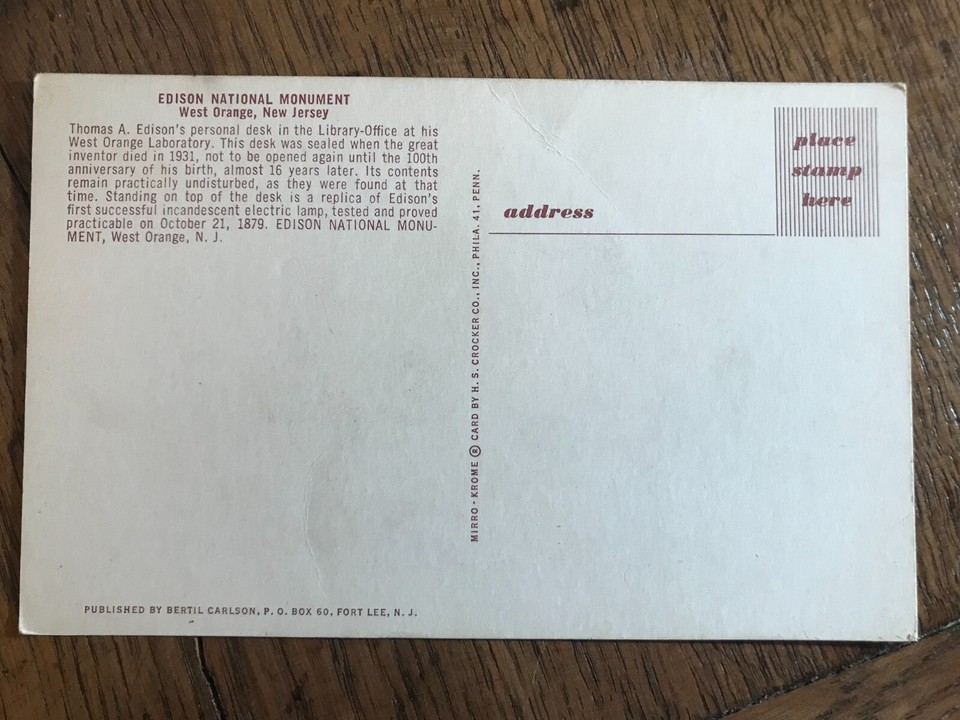 EDISON NATIONAL MONUMENT
West Orange, New Jersey
Thomas A. Edison's personal desk in the Library-Office at his
West Orange Laboratory. This desk was sealed when the great
inventor died in 1931, not to be opened again until the 100th
anniversary of his birth, almost 16 years later. Its contents
remain practically undisturbed, as they were found at that
time. Standing on top of the desk is a replica of Edison's
first successful incandescent electric lamp, tested and proved
practicable on October 21, 1879. EDISON NATIONAL MONU-
MENT, West Orange, N. J.
PUBLISHED BY BERTIL CARLSON, P. O. BOX 60, FORT LEE, N. J.
MIRRO-KROME ® CARD BY H. S. CROCKER CO., INC., PHILA. 41, PENN.
address
place
stamp
here